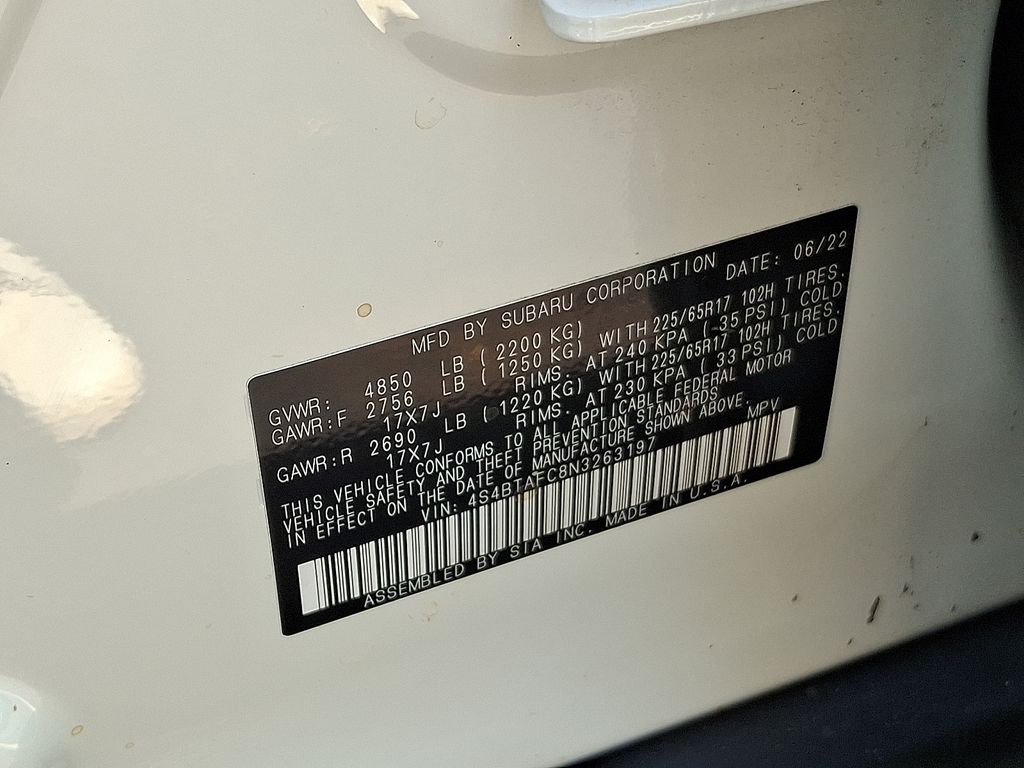 MFD BY SUBARU CORPORATION DATE: 06/22
GVWR: 4850 LB ( 2200 KG)
GAWR:F 2756 LB ( 1250 KG) WITH 225/65R17 102H TIRES.
17X7J RIMS. AT 240 KPA ( 35 PSI) COLD
GAWR:R 2690 LB ( 1220 KG) WITH 225/65R17 102H TIRES.
17X7J RIMS. AT 230 KPA ( 33 PSI) COLD
THIS VEHICLE CONFORMS TO ALL APPLICABLE FEDERAL MOTOR
VEHICLE SAFETY AND THEFT PREVENTION STANDARDS
IN EFFECT ON THE DATE OF MANUFACTURE SHOWN ABOVE.
VIN: 4S4BTAFC8N3263197 MPV
ASSEMBLED BY SIA INC. MADE IN U.S.A.